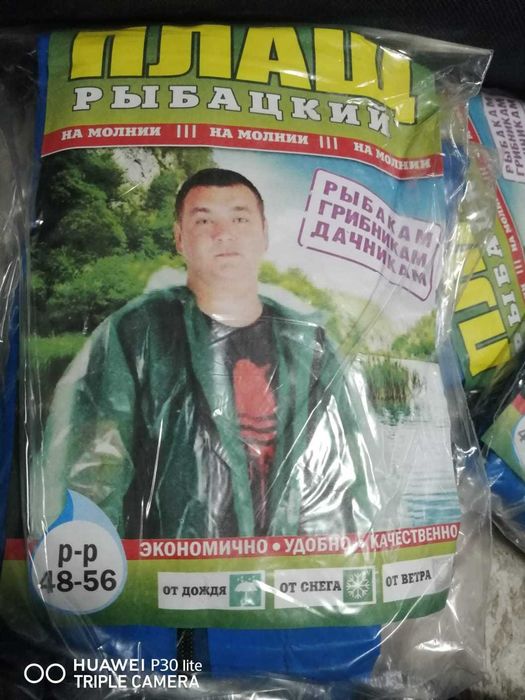 ПЛАЩ
РЫБАЦКИЙ
НА МОЛНИИ ||| НА МОЛНИИ ||| НА МОЛНИИ
РЫБАКАМ
ГРИБНИКАМ
ДАЧНИКАМ
р-р
48-56
ЭКОНОМИЧНО • УДОБНО • КАЧЕСТВЕННО
ОТ ДОЖДЯ
ОТ СНЕГА
ОТ ВЕТРА
HUAWEI P30 lite
TRIPLE CAMERA